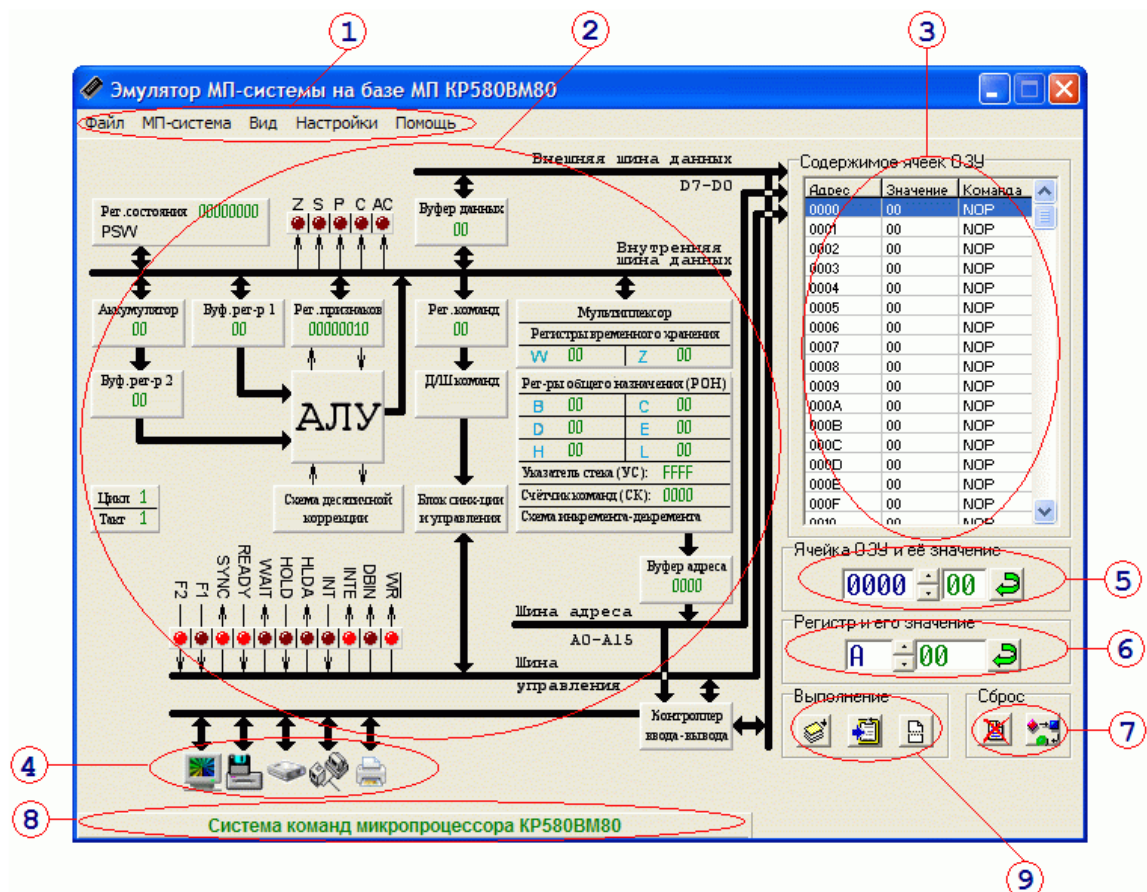 1 2 3
Эмулятор МП-системы на базе МП КР580ВМ80
Файл МП-система Вид Настройки Помощь
Внешняя шина данных
D7-D0
Рег.состояния 00000000
PSW
Z S P C AC
Буфер данных
00
Внутренняя
шина данных
Аккумулятор
00
Буф.рег-р 1
00
Рег.признаков
00000010
Рег.команд
00
Мультиплексор
Регистры временного хранения
W 00 Z 00
Буф.рег-р 2
00
АЛУ
Д/Ш команд
Рег-ры общего назначения (РОН)
B 00 C 00
D 00 E 00
H 00 L 00
Указатель стека (УС): FFFF
Счётчик команд (СК): 0000
Схема инкремента-декремента
Цикл 1
Такт 1
Схема десятичной
коррекции
Блок синх-ции
и управления
Буфер адреса
0000
F2 F1 SYNC READY WAIT HOLD HLDA INT INTE DBIN WR
Шина адреса
A0-A15
Шина
управления
Контроллер
ввода-вывода
Содержимое ячеек ОЗУ
Адрес Значение Команда
0000 00 NOP
0001 00 NOP
0002 00 NOP
0003 00 NOP
0004 00 NOP
0005 00 NOP
0006 00 NOP
0007 00 NOP
0008 00 NOP
0009 00 NOP
000A 00 NOP
000B 00 NOP
000C 00 NOP
000D 00 NOP
000E 00 NOP
000F 00 NOP
0010 00 NOP
Ячейка ОЗУ и её значение
0000 00
5
Регистр и его значение
A 00
6
Выполнение
Сброс
7
4
8
Система команд микропроцессора КР580ВМ80
9